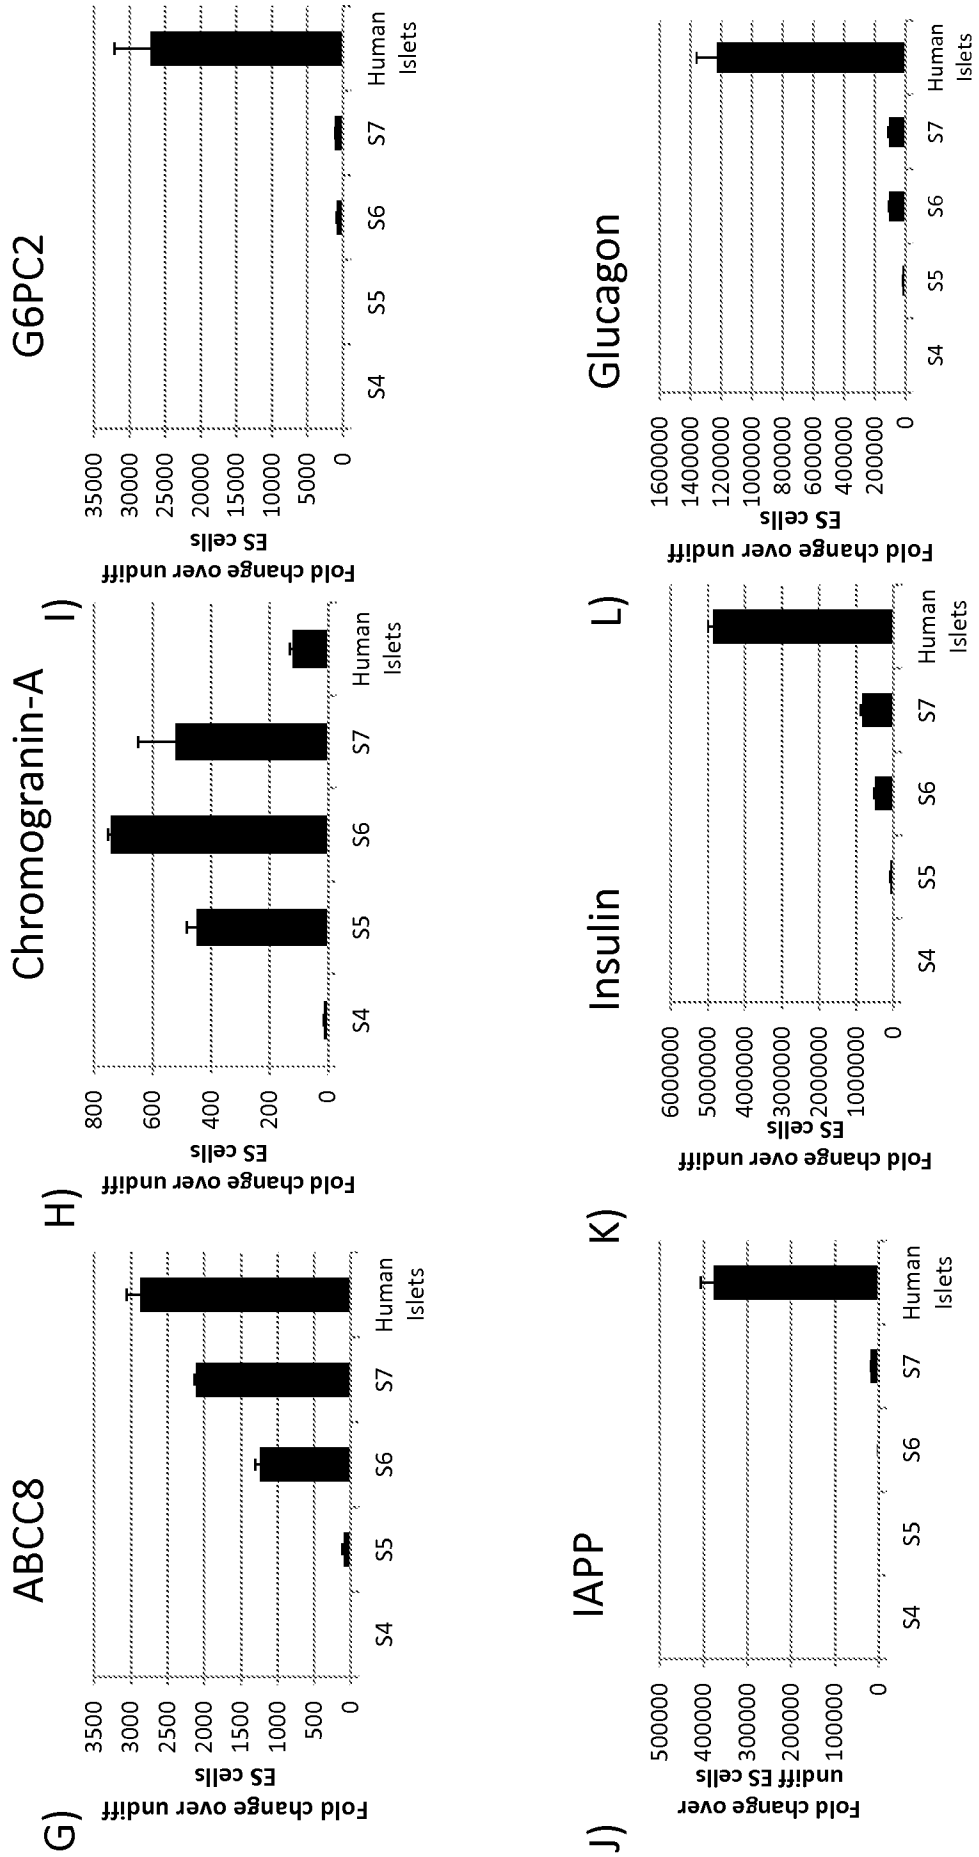 G)
ABCC8
Fold change over undiff
ES cells
3500
3000
2500
2000
1500
1000
500
0
S4
S5
S6
S7
Human
Islets
H)
Chromogranin-A
Fold change over undiff
ES cells
800
600
400
200
0
S4
S5
S6
S7
Human
Islets
I)
G6PC2
Fold change over undiff
ES cells
35000
30000
25000
20000
15000
10000
5000
0
S4
S5
S6
S7
Human
Islets
J)
IAPP
Fold change over
undiff ES cells
500000
400000
300000
200000
100000
0
S4
S5
S6
S7
Human
Islets
K)
Insulin
Fold change over undiff
ES cells
6000000
5000000
4000000
3000000
2000000
1000000
0
S4
S5
S6
S7
Human
Islets
L)
Glucagon
Fold change over undiff
ES cells
1600000
1400000
1200000
1000000
800000
600000
400000
200000
0
S4
S5
S6
S7
Human
Islets